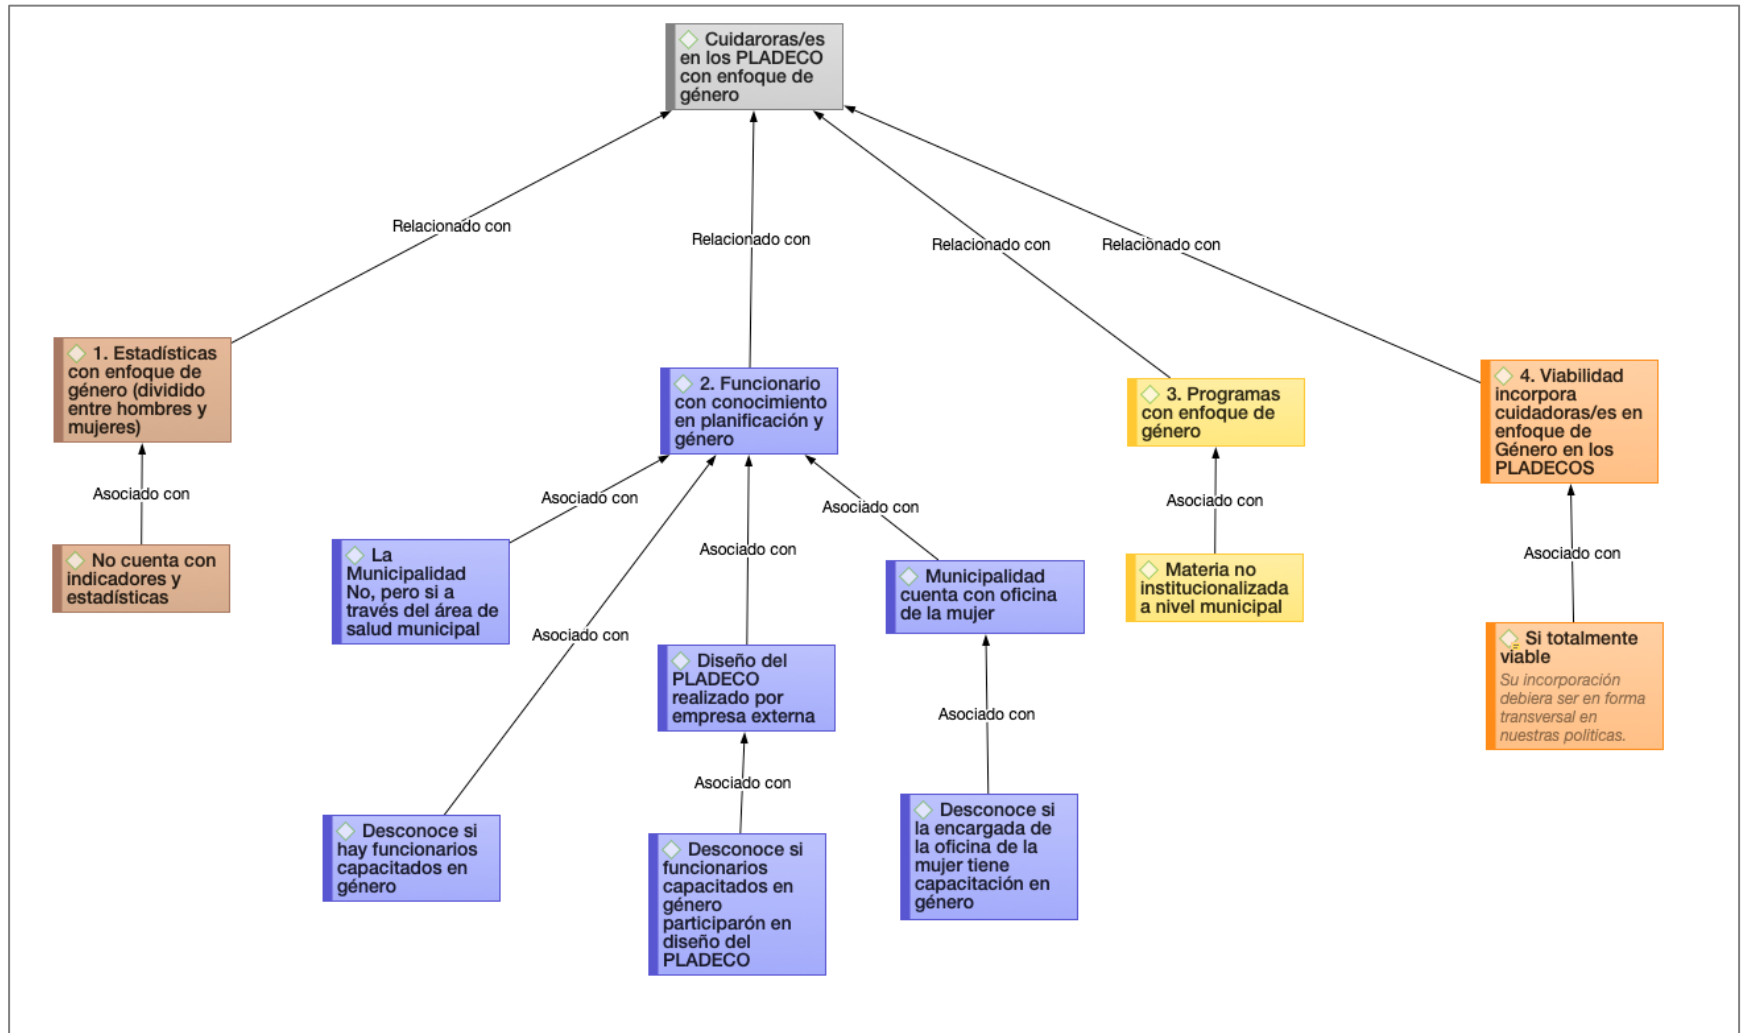 Cuidaroras/es
en los PLADECO
con enfoque de
género
Relacionado con
Relacionado con
Relacionado con
Relacionado con
1. Estadísticas
con enfoque de
género (dividido
entre hombres y
mujeres)
2. Funcionario
con conocimiento
en planificación y
género
3. Programas
con enfoque de
género
4. Viabilidad
incorpora
cuidadoras/es en
enfoque de
Género en los
PLADECOS
Asociado con
Asociado con
Asociado con
Asociado con
Asociado con
Asociado con
Asociado con
No cuenta con
indicadores y
estadísticas
La
Municipalidad
No, pero si a
través del área de
salud municipal
Municipalidad
cuenta con oficina
de la mujer
Materia no
institucionalizada
a nivel municipal
Si totalmente
viable
Su incorporación
debiera ser en forma
transversal en
nuestras politicas.
Diseño del
PLADECO
realizado por
empresa externa
Asociado con
Asociado con
Desconoce si
hay funcionarios
capacitados en
género
Desconoce si
funcionarios
capacitados en
género
participarón en
diseño del
PLADECO
Desconoce si
la encargada de
la oficina de la
mujer tiene
capacitación en
género